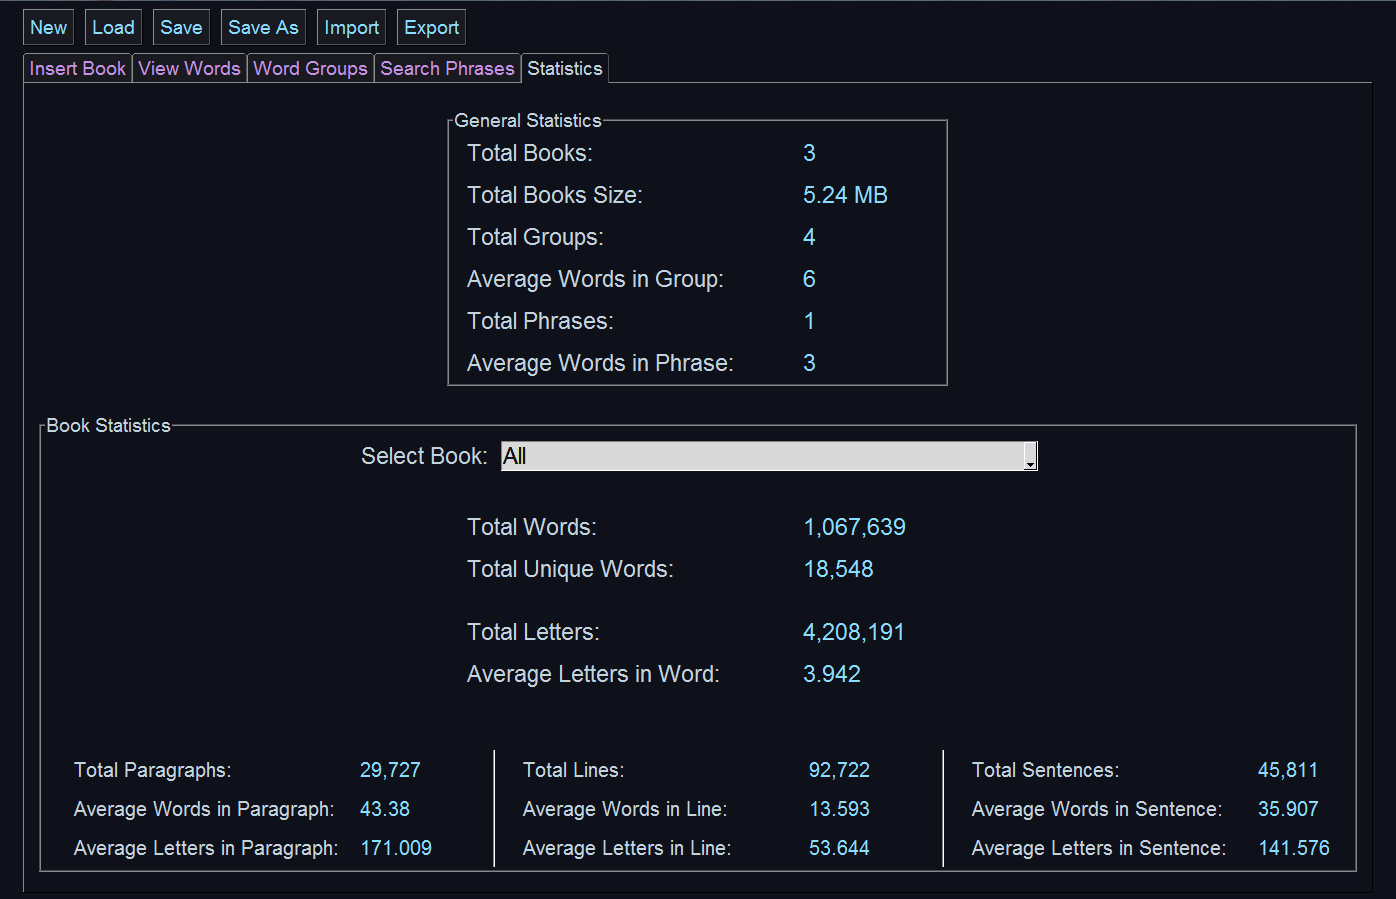 New Load Save Save As Import Export
Insert Book View Words Word Groups Search Phrases Statistics
General Statistics
Total Books: 3
Total Books Size: 5.24 MB
Total Groups: 4
Average Words in Group: 6
Total Phrases: 1
Average Words in Phrase: 3
Book Statistics
Select Book: All
Total Words: 1,067,639
Total Unique Words: 18,548
Total Letters: 4,208,191
Average Letters in Word: 3.942
Total Paragraphs: 29,727 Total Lines: 92,722 Total Sentences: 45,811
Average Words in Paragraph: 43.38 Average Words in Line: 13.593 Average Words in Sentence: 35.907
Average Letters in Paragraph: 171.009 Average Letters in Line: 53.644 Average Letters in Sentence: 141.576